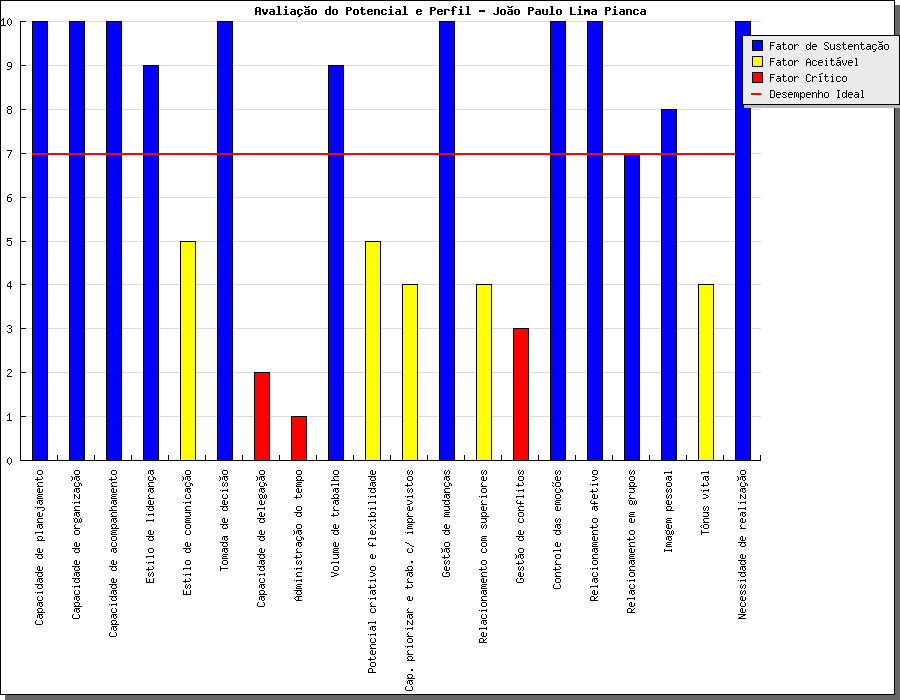 Avaliação do Potencial e Perfil - João Paulo Lima Pianca
10
9
8
7
6
5
4
3
2
1
0
Fator de Sustentação
Fator Aceitável
Fator Crítico
Desempenho Ideal
Capacidade de planejamento
Capacidade de organização
Capacidade de acompanhamento
Estilo de liderança
Estilo de comunicação
Tomada de decisão
Capacidade de delegação
Administração do tempo
Volume de trabalho
Potencial criativo e flexibilidade
Cap. priorizar e trab. c/ imprevistos
Gestão de mudanças
Relacionamento com superiores
Gestão de conflitos
Controle das emoções
Relacionamento afetivo
Relacionamento em grupos
Imagem pessoal
Tônus vital
Necessidade de realização